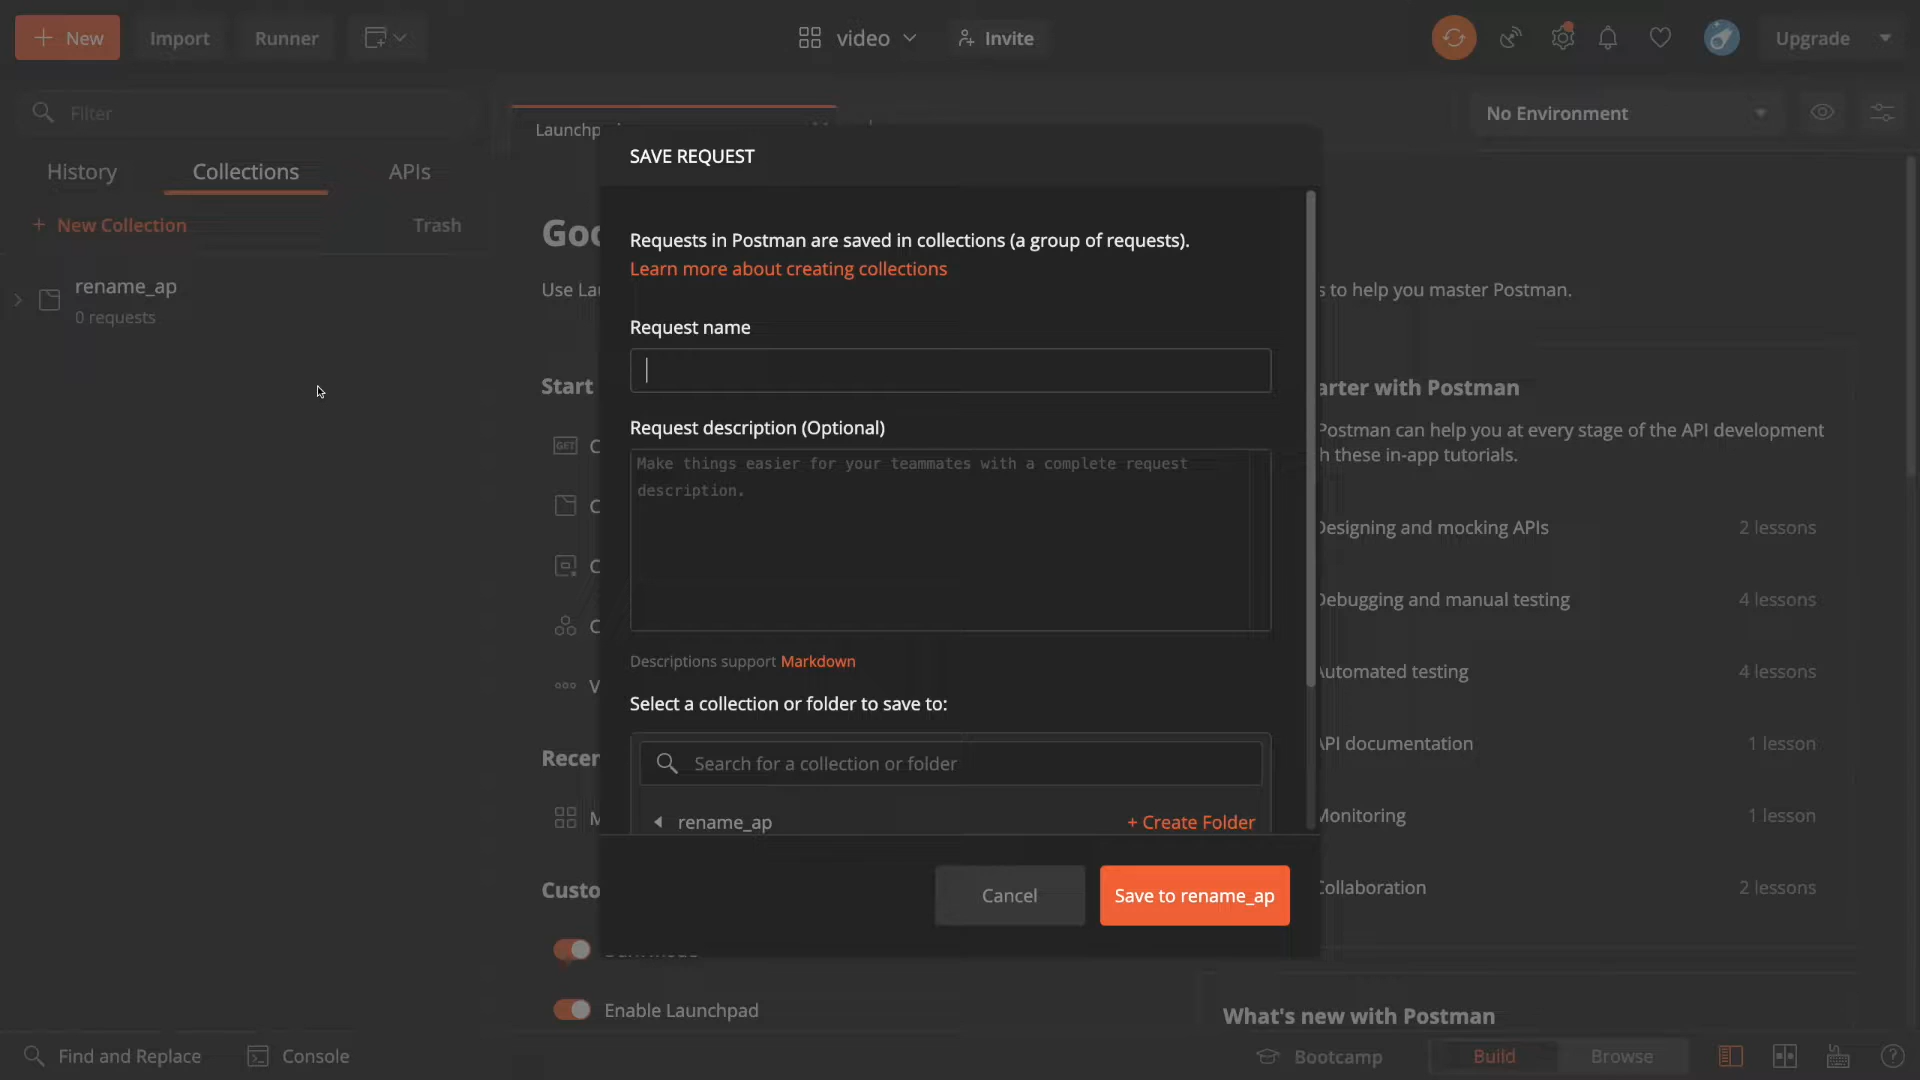 New
Import
Runner
video
Invite
Upgrade
Filter
History
Collections
APIs
New Collection
Trash
rename_ap
0 requests
No Environment
SAVE REQUEST
Requests in Postman are saved in collections (a group of requests).
Learn more about creating collections
Request name
Request description (Optional)
Make things easier for your teammates with a complete request
description.
Descriptions support Markdown
Select a collection or folder to save to:
Search for a collection or folder
rename_ap
+ Create Folder
Cancel
Save to rename_ap
Start
GET
s to help you master Postman.
arter with Postman
Postman can help you at every stage of the API development
h these in-app tutorials.
Designing and mocking APIs
2 lessons
Debugging and manual testing
4 lessons
Automated testing
4 lessons
API documentation
1 lesson
Monitoring
1 lesson
Collaboration
2 lessons
Enable Launchpad
What's new with Postman
Find and Replace
Console
Bootcamp
Build
Browse